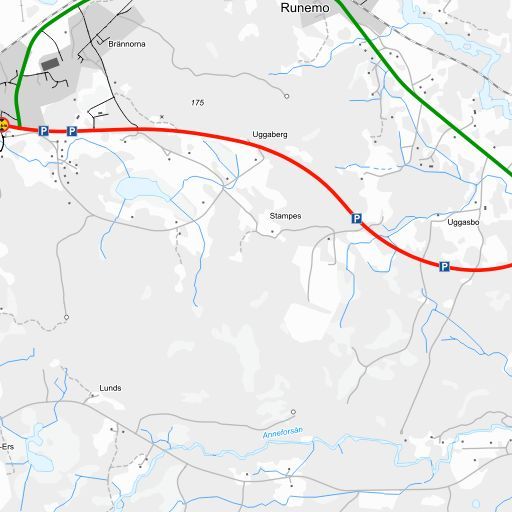 Runemo
Brännorna
175
Uggaberg
P
P
Stampes
P
Uggasbo
P
Lunds
Anneforsån
-Ers